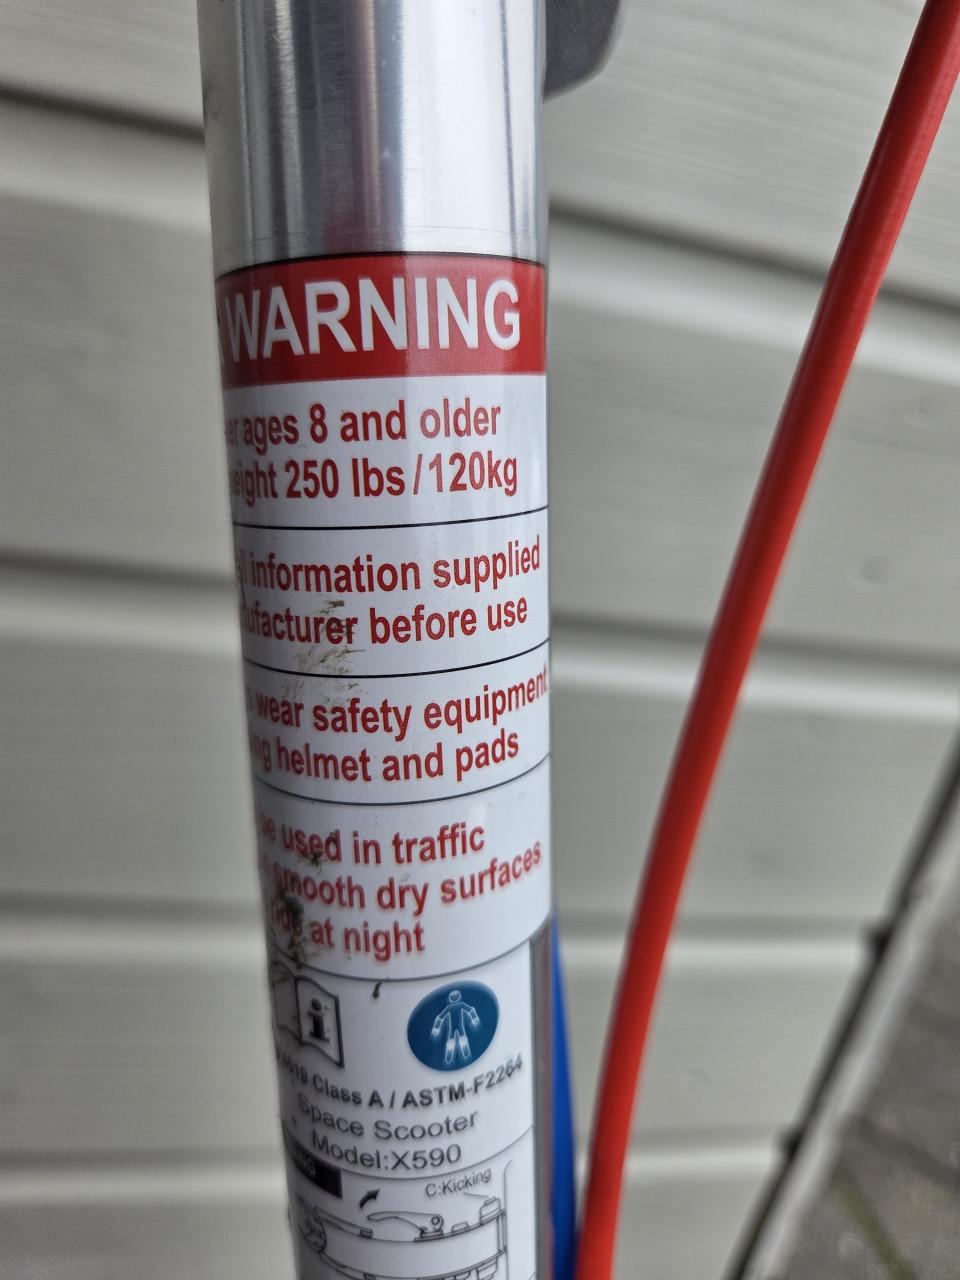 WARNING
ages 8 and older
250 lbs/120kg
information supplied
before use
wear safety equipment
helmet and pads
used in traffic
smooth dry surfaces
at night
Class A / ASTM-F2264
Space Scooter
Model:X590
C:Kicking